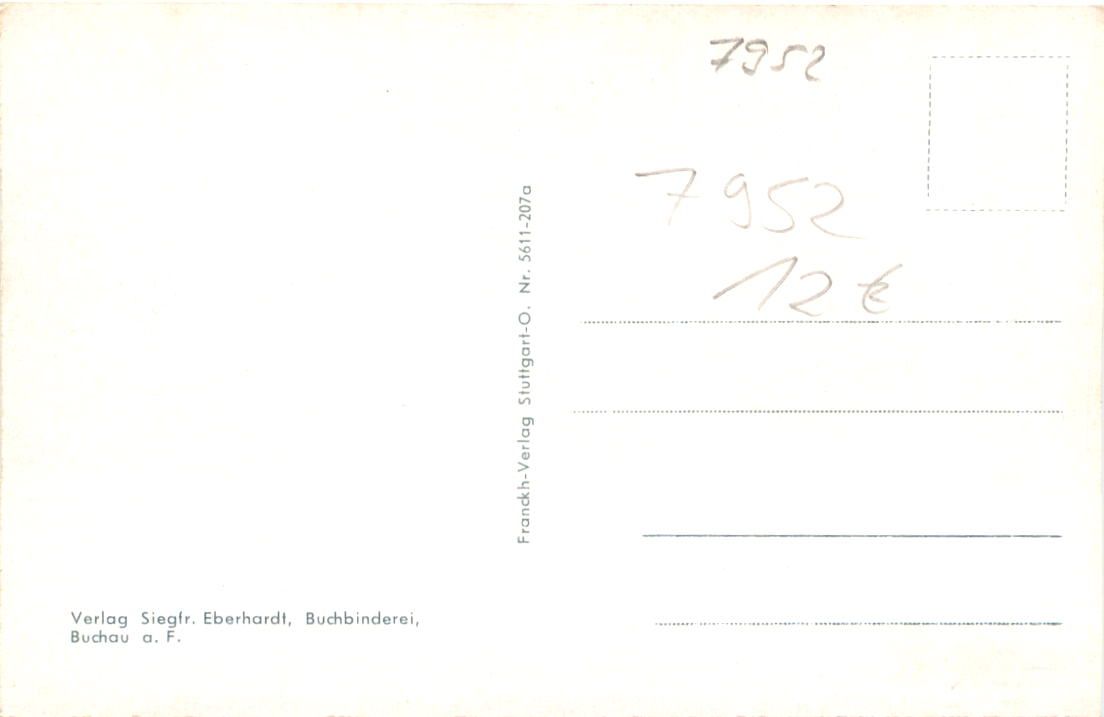 7952
7952
12 €
Franckh-Verlag Stuttgart-O. Nr. 5611-207a
Verlag Siegfr. Eberhardt, Buchbinderei,
Buchau a. F.